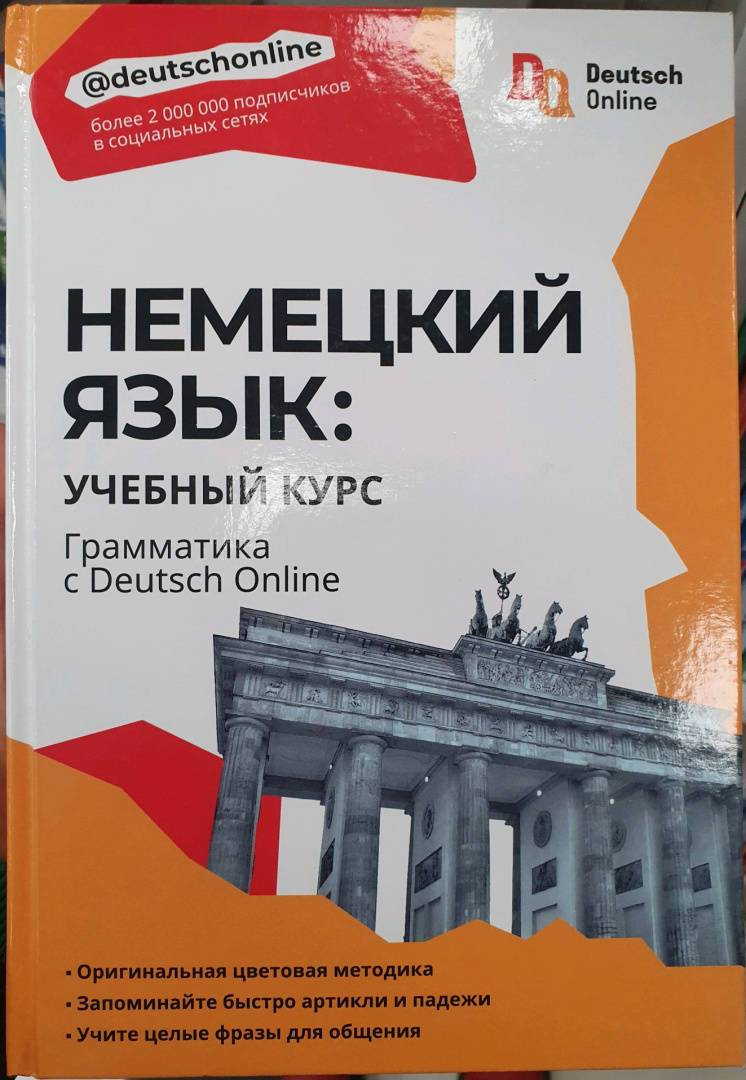 @deutschonline
более 2 000 000 подписчиков
в социальных сетях
Deutsch
Online
НЕМЕЦКИЙ
ЯЗЫК:
УЧЕБНЫЙ КУРС
Грамматика
с Deutsch Online
▪ Оригинальная цветовая методика
▪ Запоминайте быстро артикли и падежи
▪ Учите целые фразы для общения